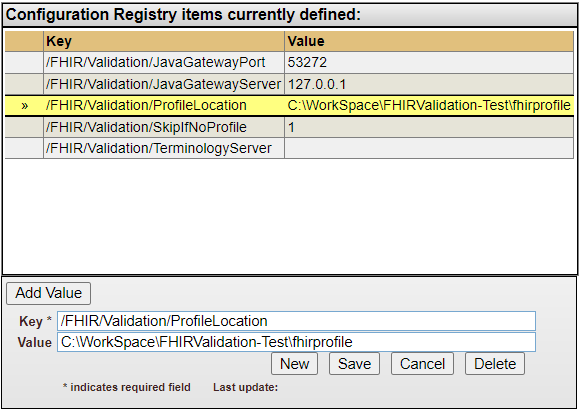 Configuration Registry items currently defined:
Key Value
/FHIR/Validation/JavaGatewayPort 53272
/FHIR/Validation/JavaGatewayServer 127.0.0.1
» /FHIR/Validation/ProfileLocation C:\WorkSpace\FHIRValidation-Test\fhirprofile
/FHIR/Validation/SkipIfNoProfile 1
/FHIR/Validation/TerminologyServer
Add Value
Key * /FHIR/Validation/ProfileLocation
Value C:\WorkSpace\FHIRValidation-Test\fhirprofile
New Save Cancel Delete
* indicates required field Last update: